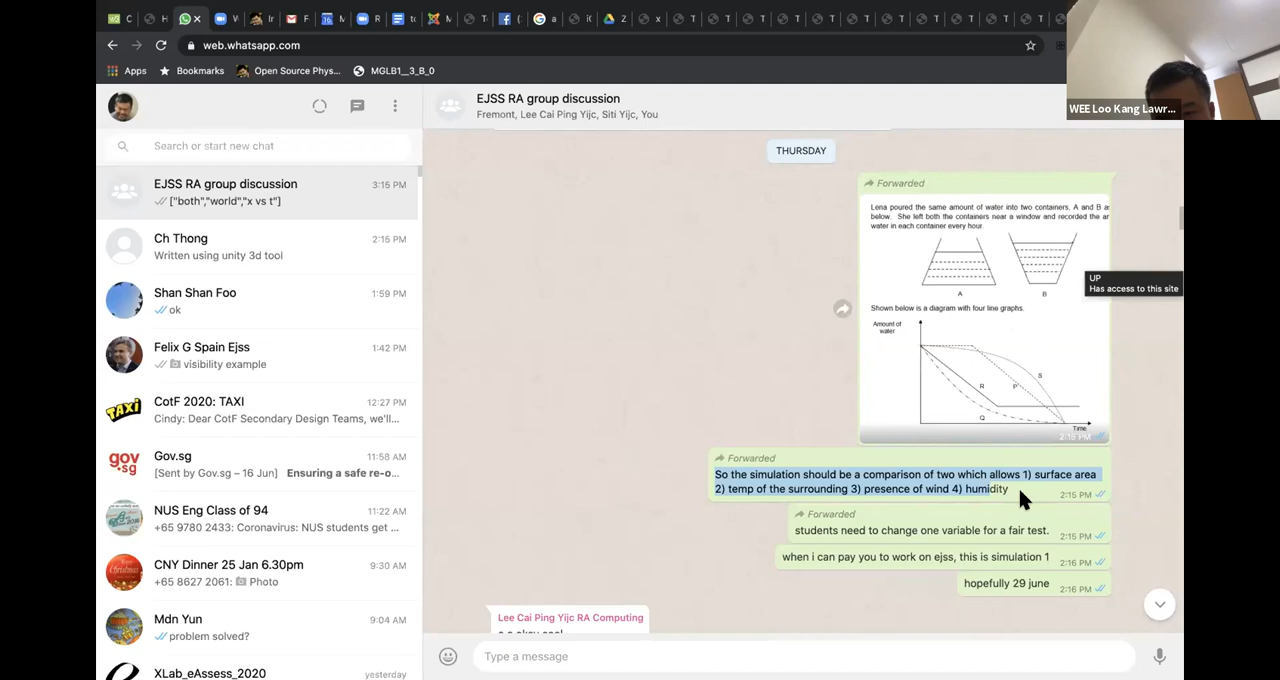 C
H
W
Ir
F
M
R
te
T
f (:
G a
iC
Z
x
T
T
T
T
T
T
T
T
T
T
web.whatsapp.com
Apps
Bookmarks
Open Source Phys...
MGLB1__3_B_0
WEE Loo Kang Lawr...
Search or start new chat
EJSS RA group discussion
3:15 PM
["both","world","x vs t"]
Ch Thong
2:15 PM
Written using unity 3d tool
Shan Shan Foo
1:59 PM
ok
Felix G Spain Ejss
1:42 PM
visibility example
TAXI
CotF 2020: TAXI
12:27 PM
Cindy: Dear CotF Secondary Design Teams, we'll...
gov
sg
Gov.sg
11:58 AM
[Sent by Gov.sg – 16 Jun] Ensuring a safe re-o...
NUS Eng Class of 94
11:22 AM
+65 9780 2433: Coronavirus: NUS students get ...
CNY Dinner 25 Jan 6.30pm
9:30 AM
+65 8627 2061: Photo
Mdn Yun
9:04 AM
problem solved?
XLab_eAssess_2020
yesterday
EJSS RA group discussion
Fremont, Lee Cai Ping Yijc, Siti Yijc, You
THURSDAY
Forwarded
Lena poured the same amount of water into two containers, A and B as
below. She left both the containers near a window and recorded the ar
water in each container every hour.
A
B
UP
Has access to this site
Shown below is a diagram with four line graphs.
Amount of
water
R
P
S
Q
Time
2:15 PM
Forwarded
So the simulation should be a comparison of two which allows 1) surface area
2) temp of the surrounding 3) presence of wind 4) humidity
2:15 PM
Forwarded
students need to change one variable for a fair test.
2:15 PM
when i can pay you to work on ejss, this is simulation 1
2:16 PM
hopefully 29 june
2:16 PM
Lee Cai Ping Yijc RA Computing
Type a message